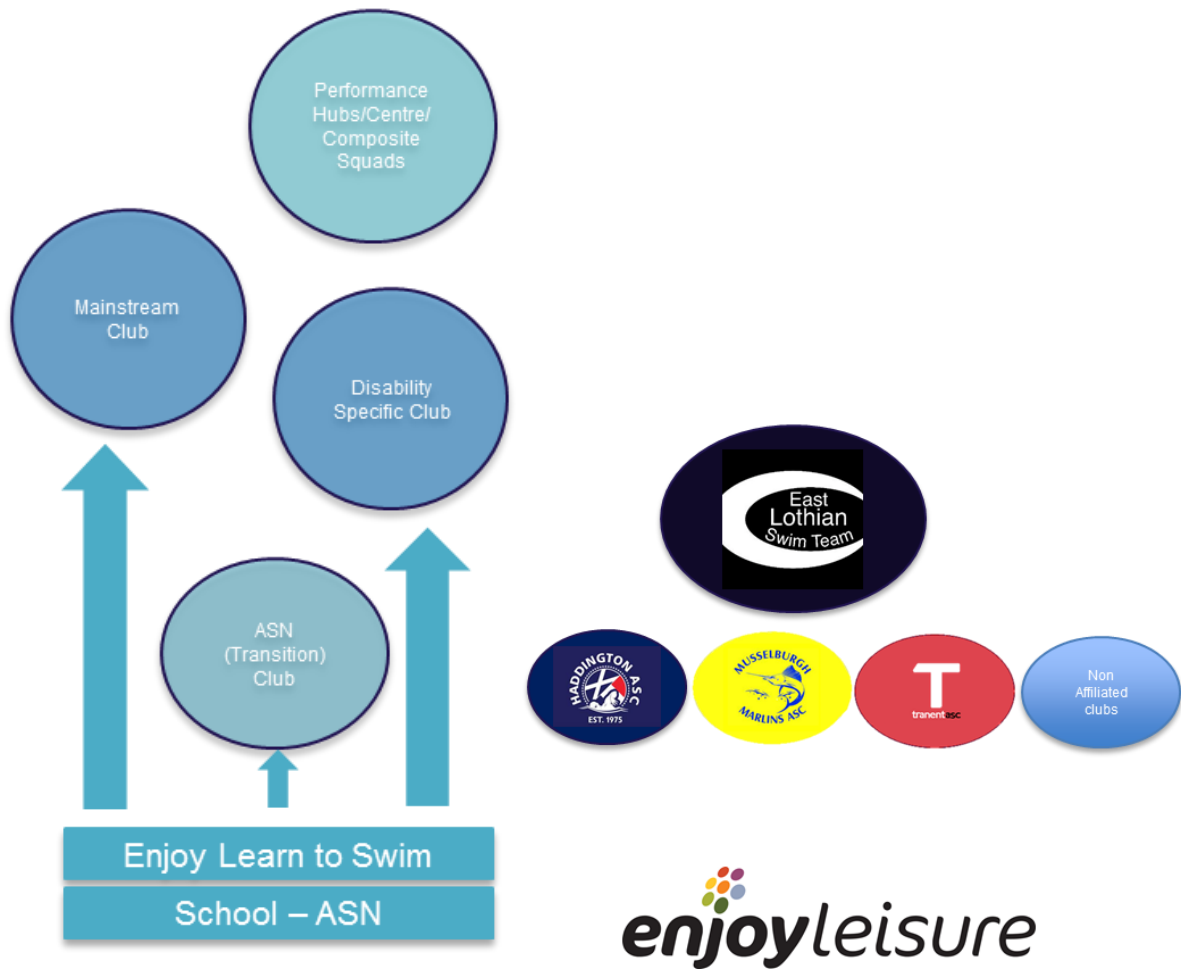 Performance
Hubs/Centre/
Composite
Squads
Mainstream
Club
Disability
Specific Club
ASN
(Transition)
Club
Enjoy Learn to Swim
School – ASN
East
Lothian
Swim Team
HADDINGTON ASC
EST. 1975
MUSSELBURGH
MARLINS ASC
T
tranentasc
Non
Affiliated
clubs
enjoyleisure